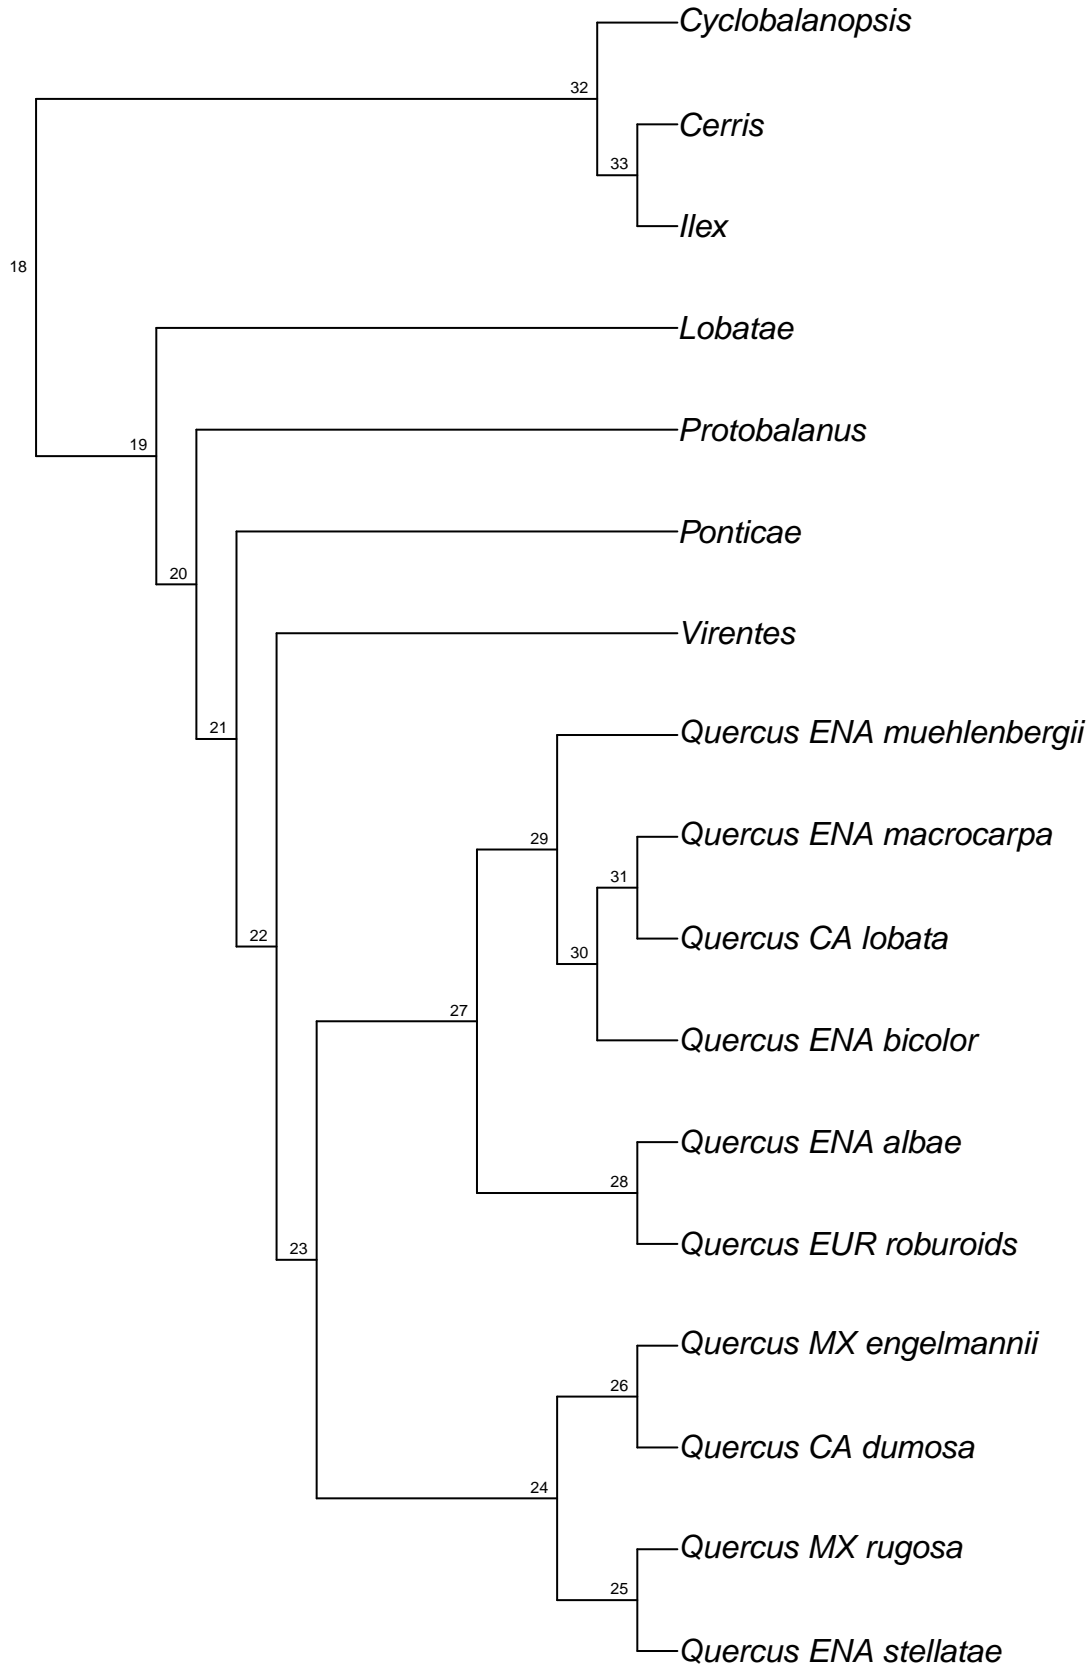 Cyclobalanopsis
32
Cerris
33
Ilex
18
Lobatae
Protobalanus
19
Ponticae
20
Virentes
21
Quercus ENA muehlenbergii
Quercus ENA macrocarpa
29
31
22
Quercus CA lobata
30
27
Quercus ENA bicolor
Quercus ENA albae
28
23
Quercus EUR roburoids
Quercus MX engelmannii
26
Quercus CA dumosa
24
Quercus MX rugosa
25
Quercus ENA stellatae